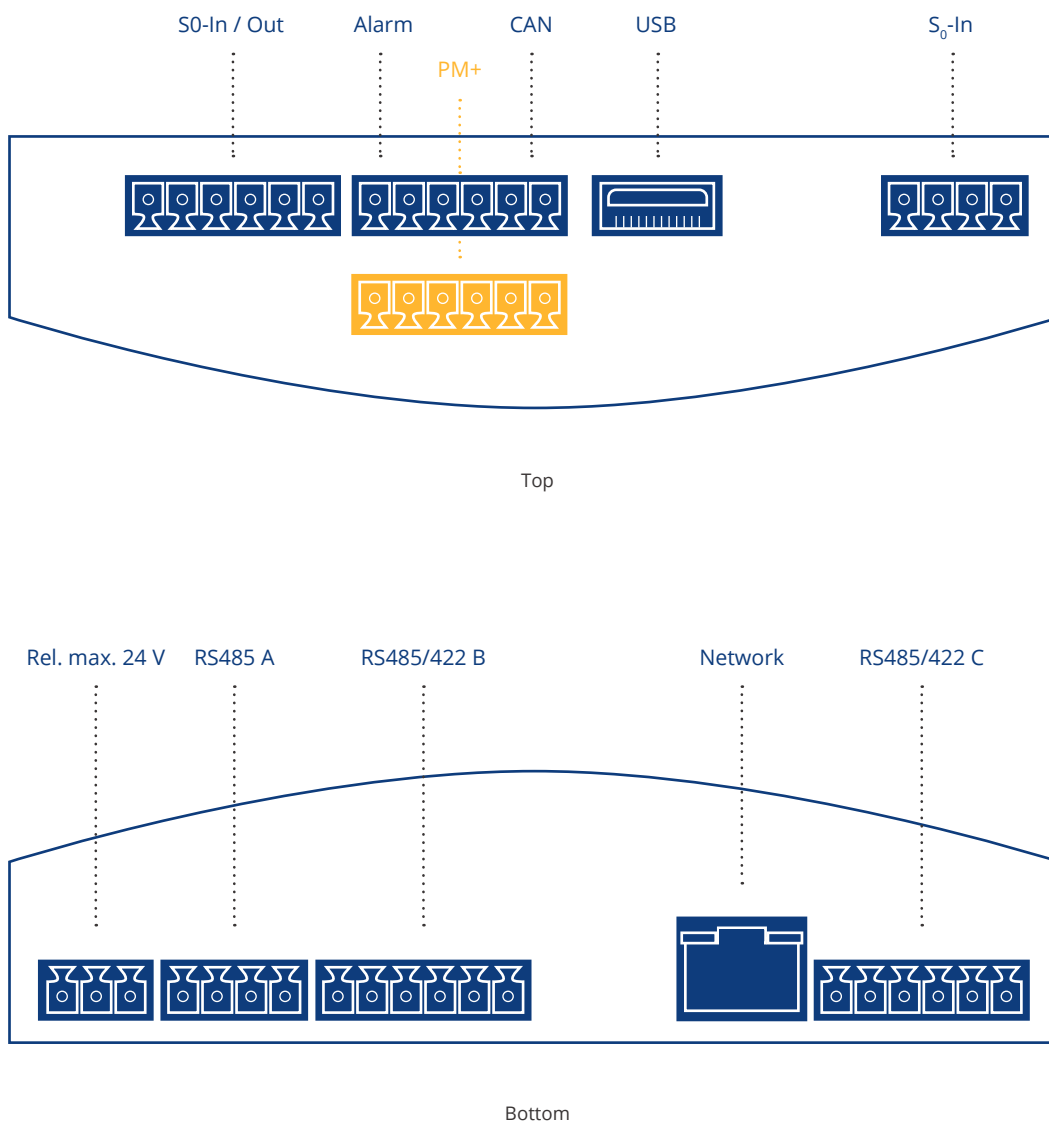 S0-In / Out Alarm CAN USB S₀-In
PM+
Top
Rel. max. 24 V RS485 A RS485/422 B Network RS485/422 C
Bottom